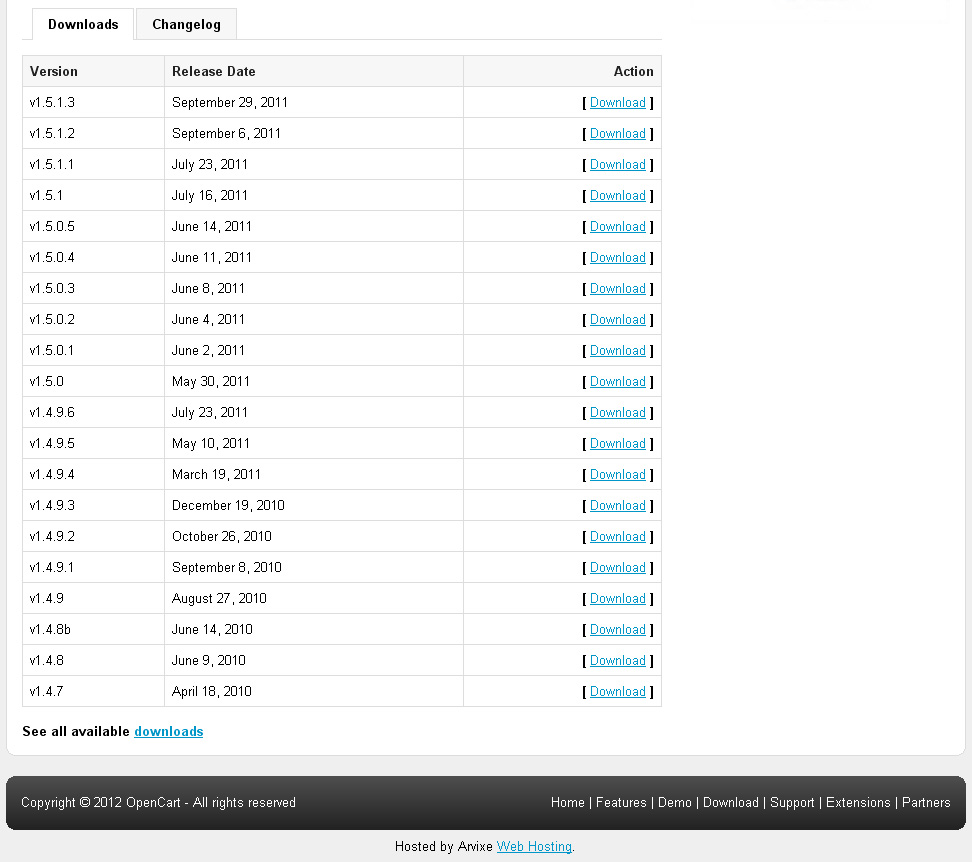 Downloads Changelog
Version Release Date Action
v1.5.1.3 September 29, 2011 [ Download ]
v1.5.1.2 September 6, 2011 [ Download ]
v1.5.1.1 July 23, 2011 [ Download ]
v1.5.1 July 16, 2011 [ Download ]
v1.5.0.5 June 14, 2011 [ Download ]
v1.5.0.4 June 11, 2011 [ Download ]
v1.5.0.3 June 8, 2011 [ Download ]
v1.5.0.2 June 4, 2011 [ Download ]
v1.5.0.1 June 2, 2011 [ Download ]
v1.5.0 May 30, 2011 [ Download ]
v1.4.9.6 July 23, 2011 [ Download ]
v1.4.9.5 May 10, 2011 [ Download ]
v1.4.9.4 March 19, 2011 [ Download ]
v1.4.9.3 December 19, 2010 [ Download ]
v1.4.9.2 October 26, 2010 [ Download ]
v1.4.9.1 September 8, 2010 [ Download ]
v1.4.9 August 27, 2010 [ Download ]
v1.4.8b June 14, 2010 [ Download ]
v1.4.8 June 9, 2010 [ Download ]
v1.4.7 April 18, 2010 [ Download ]
See all available downloads
Copyright © 2012 OpenCart - All rights reserved Home | Features | Demo | Download | Support | Extensions | Partners
Hosted by Arvixe Web Hosting.